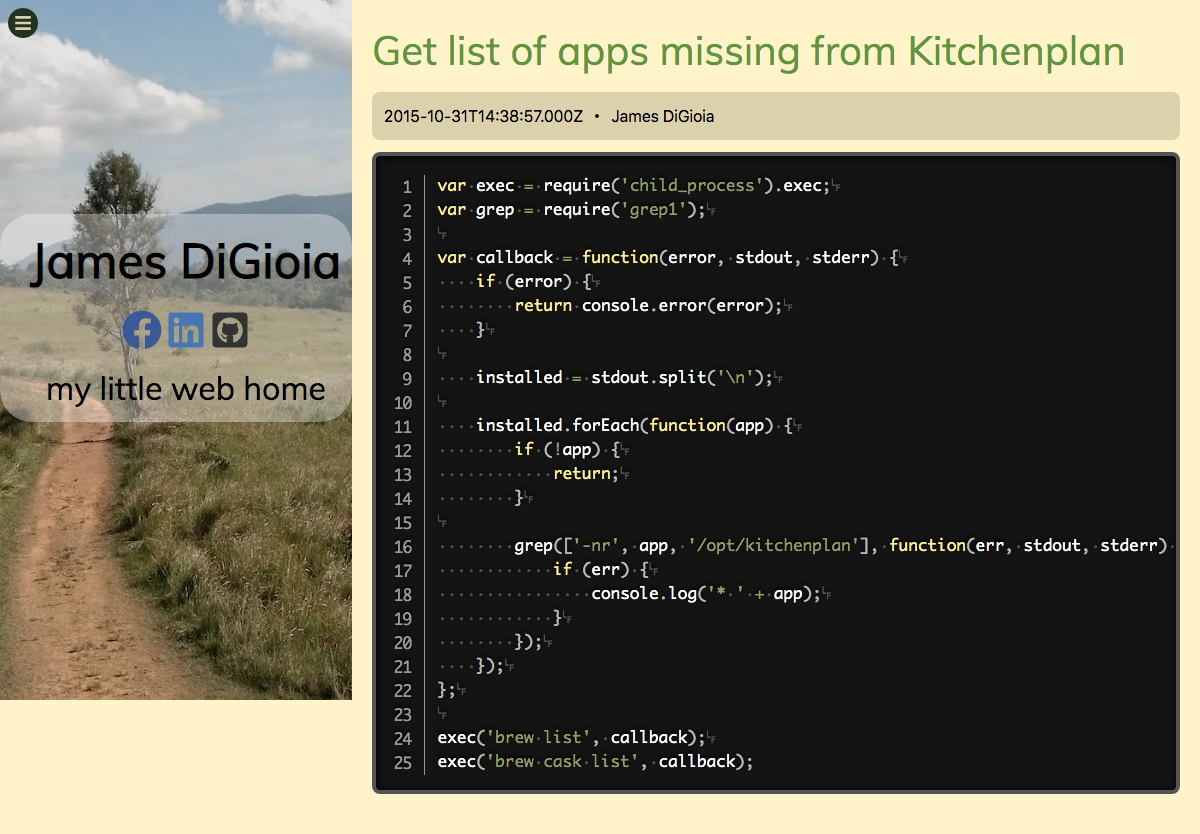 James DiGioia
my little web home
Get list of apps missing from Kitchenplan
2015-10-31T14:38:57.000Z • James DiGioia
1 var exec = require('child_process').exec;
2 var grep = require('grep1');
3
4 var callback = function(error, stdout, stderr) {
5     if (error) {
6         return console.error(error);
7     }
8
9     installed = stdout.split('\n');
10
11     installed.forEach(function(app) {
12         if (!app) {
13             return;
14         }
15
16         grep(['-nr', app, '/opt/kitchenplan'], function(err, stdout, stderr)
17             if (err) {
18                 console.log('* ' + app);
19             }
20         });
21     });
22 };
23
24 exec('brew list', callback);
25 exec('brew cask list', callback);